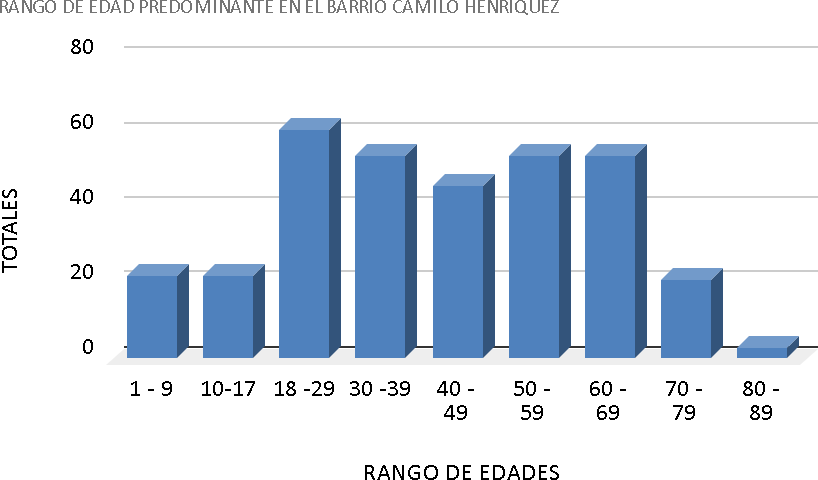 RANGO DE EDAD PREDOMINANTE EN EL BARRIO CAMILO HENRIQUEZ
80
60
40
20
0
TOTALES
1 - 9 10-17 18 -29 30 -39 40 - 50 - 60 - 70 - 80 -
49 59 69 79 89
RANGO DE EDADES